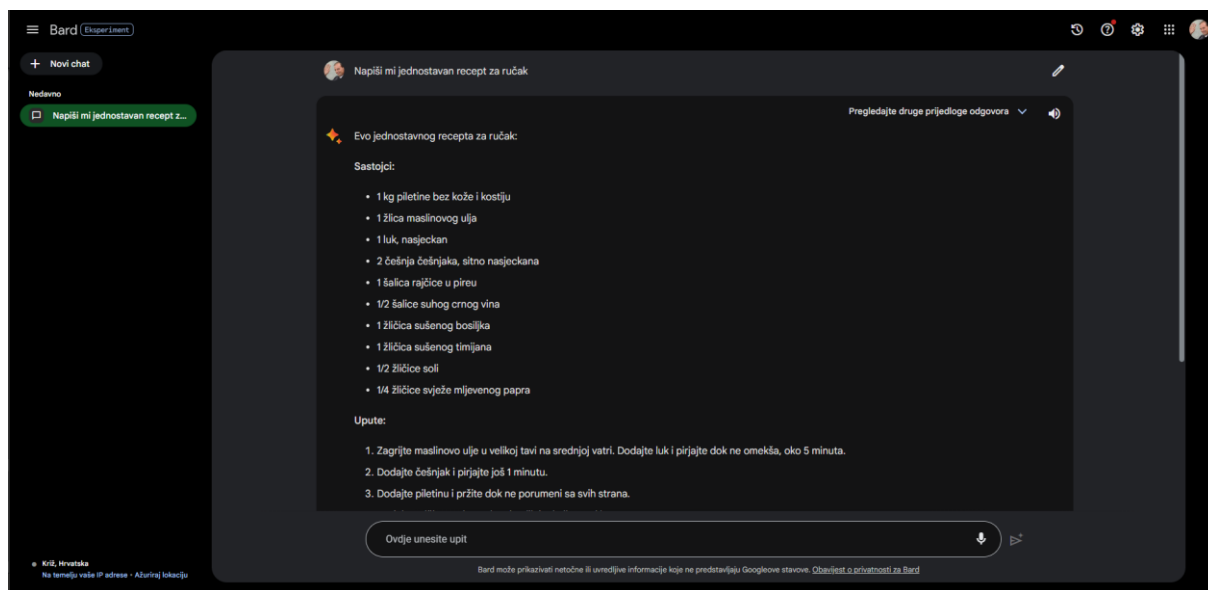 Bard Eksperiment
+ Novi chat
Nedavno
Napiši mi jednostavan recept z...
Napiši mi jednostavan recept za ručak
Pregledajte druge prijedloge odgovora
Evo jednostavnog recepta za ručak:
Sastojci:
• 1 kg piletine bez kože i kostiju
• 1 žlica maslinovog ulja
• 1 luk, nasjeckan
• 2 češnja češnjaka, sitno nasjeckana
• 1 šalica rajčice u pireu
• 1/2 šalice suhog crnog vina
• 1 žličica sušenog bosiljka
• 1 žličica sušenog timijana
• 1/2 žličice soli
• 1/4 žličice svježe mljevenog papra
Upute:
1. Zagrijte maslinovo ulje u velikoj tavi na srednjoj vatri. Dodajte luk i pirjajte dok ne omekša, oko 5 minuta.
2. Dodajte češnjak i pirjajte još 1 minutu.
3. Dodajte piletinu i pržite dok ne porumeni sa svih strana.
Ovdje unesite upit
Križ, Hrvatska
Na temelju vaše IP adrese • Ažuriraj lokaciju
Bard može prikazivati netočne ili uvredljive informacije koje ne predstavljaju Googleove stavove. Obavijest o privatnosti za Bard